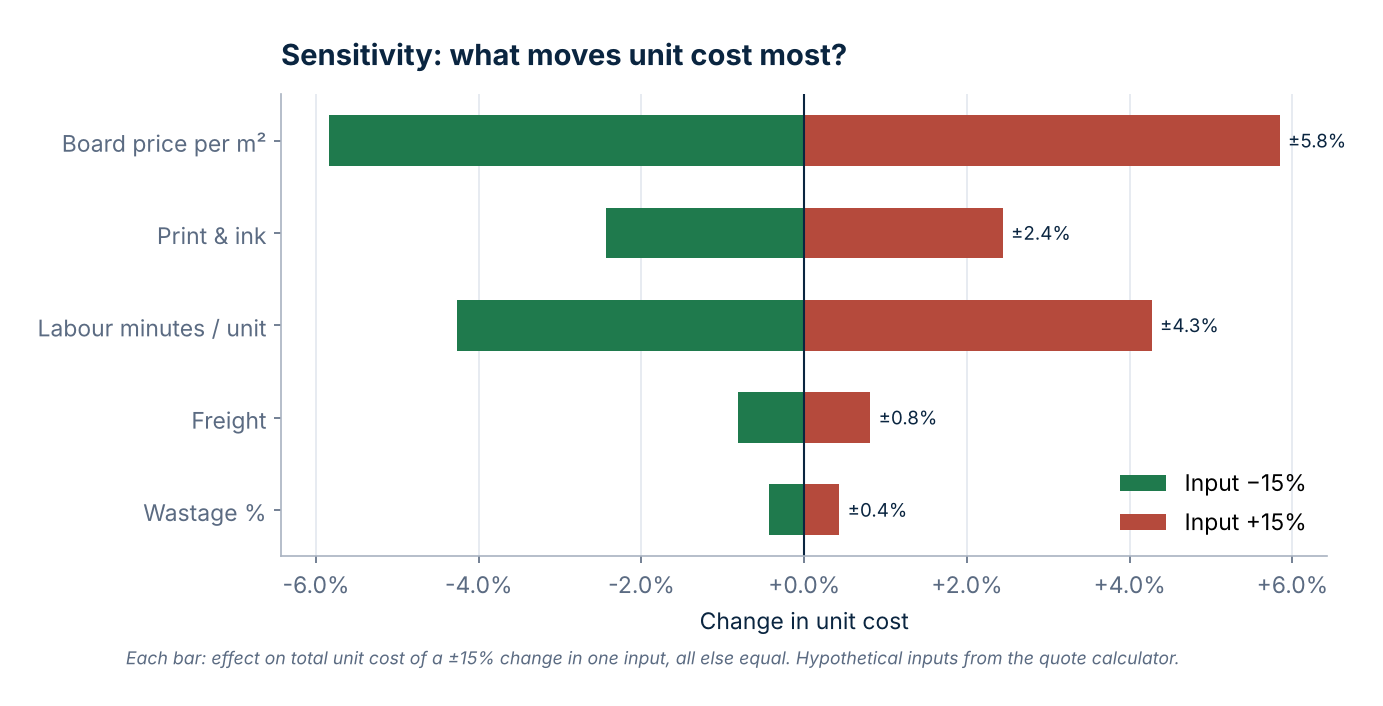 Sensitivity: what moves unit cost most?
Board price per m²
±5.8%
Print & ink
±2.4%
Labour minutes / unit
±4.3%
Freight
±0.8%
Wastage %
±0.4%
Input −15%
Input +15%
-6.0%
-4.0%
-2.0%
+0.0%
+2.0%
+4.0%
+6.0%
Change in unit cost
Each bar: effect on total unit cost of a ±15% change in one input, all else equal. Hypothetical inputs from the quote calculator.